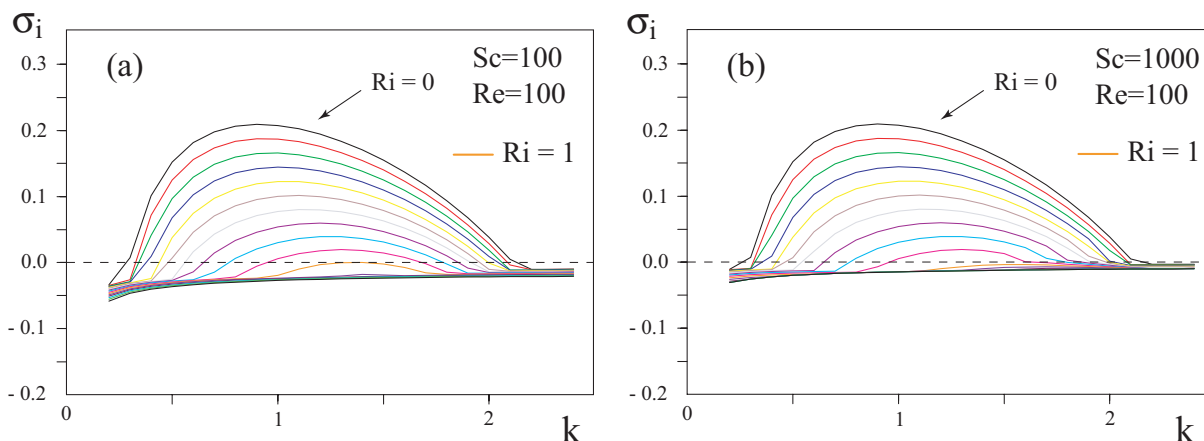 σi
0.3
0.2
0.1
0.0
- 0.1
- 0.2
(a)
Ri = 0
Sc=100
Re=100
Ri = 1
0
1
2
k
σi
0.3
0.2
0.1
0.0
- 0.1
- 0.2
(b)
Ri = 0
Sc=1000
Re=100
Ri = 1
0
1
2
k